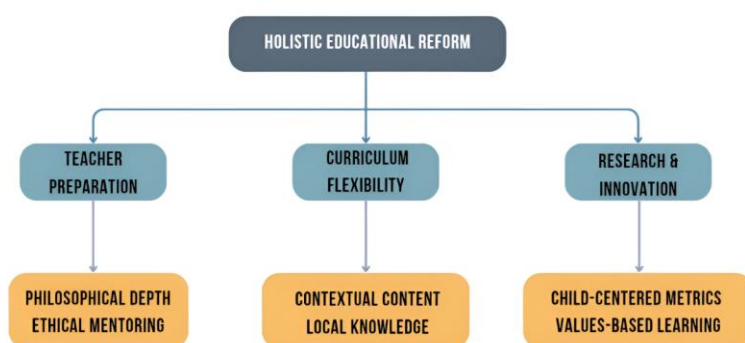 HOLISTIC EDUCATIONAL REFORM
TEACHER
PREPARATION
CURRICULUM
FLEXIBILITY
RESEARCH &
INNOVATION
PHILOSOPHICAL DEPTH
ETHICAL MENTORING
CONTEXTUAL CONTENT
LOCAL KNOWLEDGE
CHILD-CENTERED METRICS
VALUES-BASED LEARNING